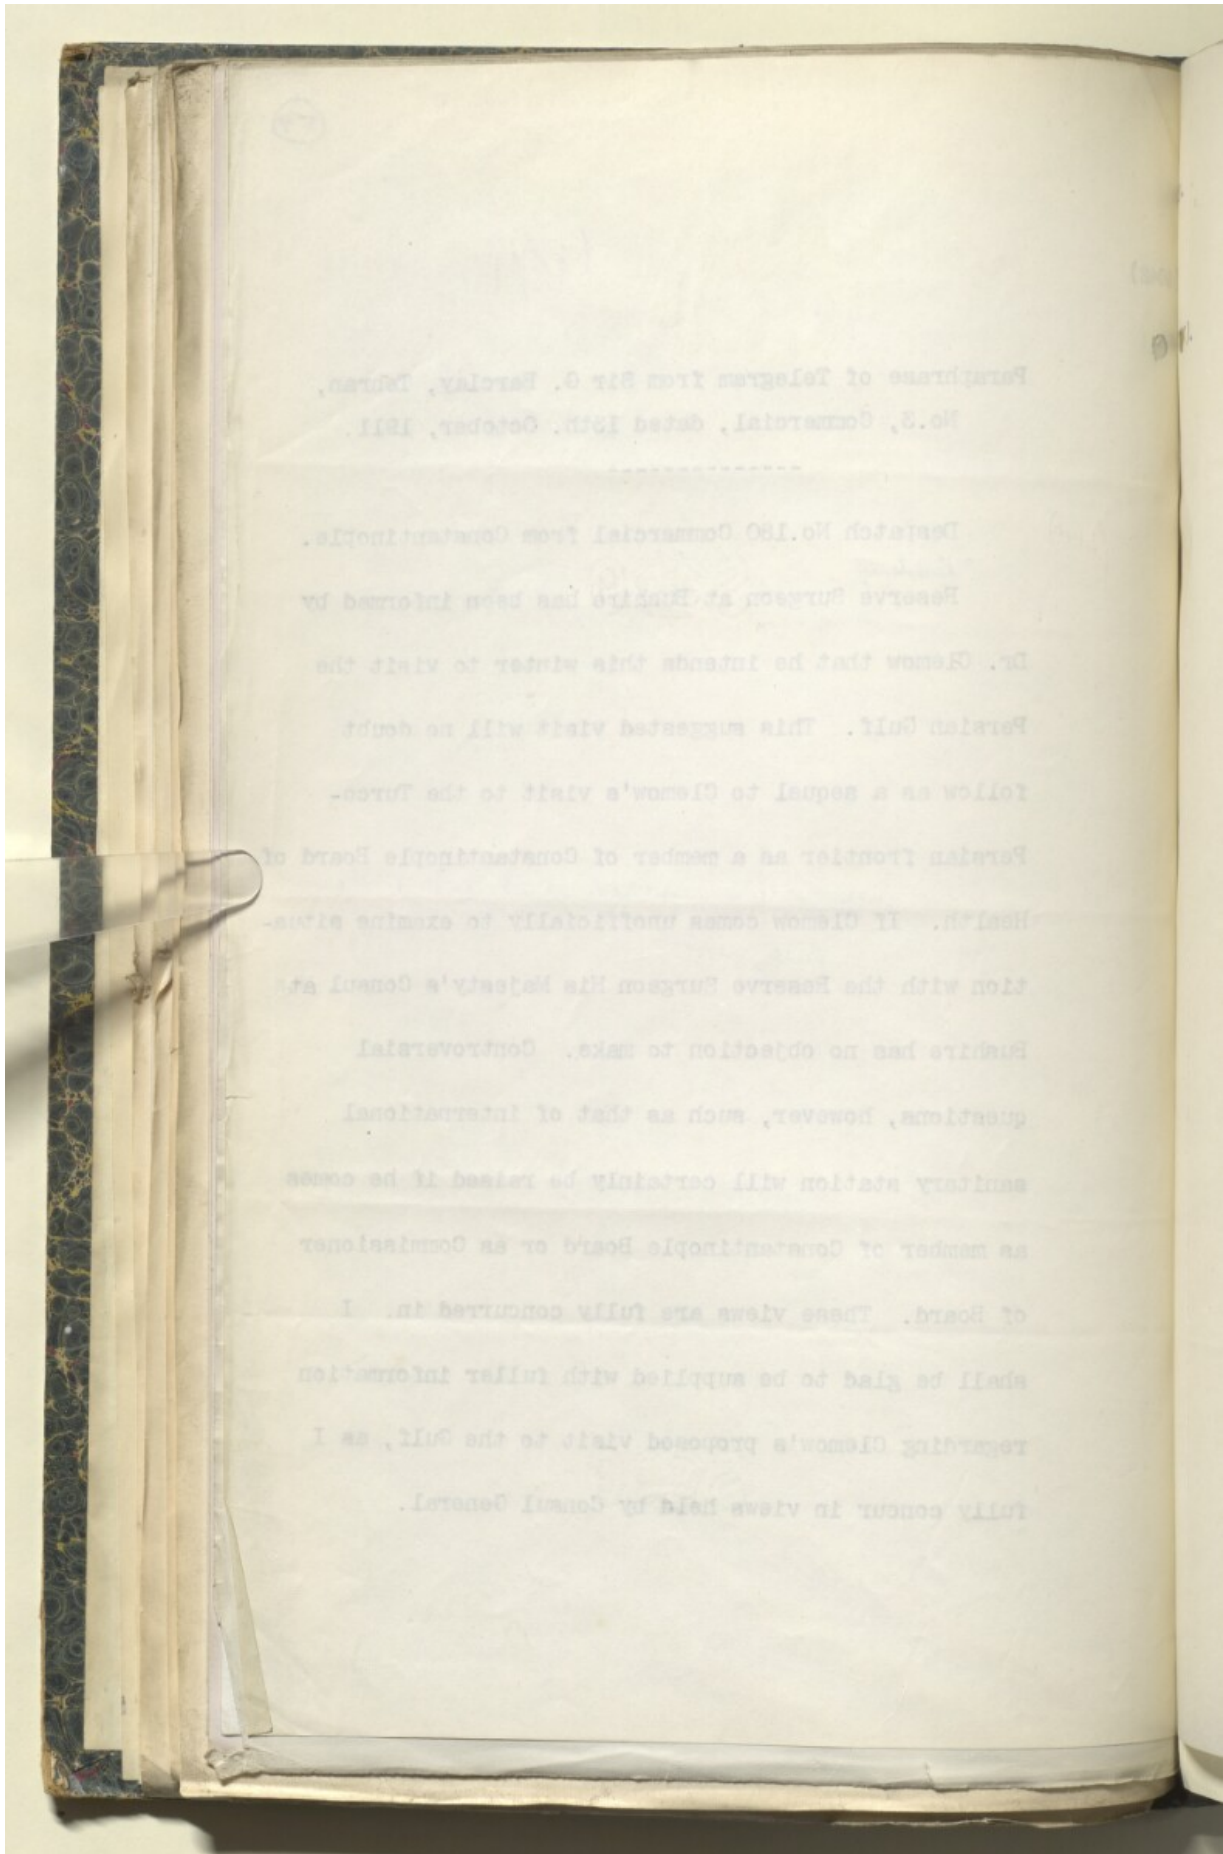 Paraphrase of Telegram from Sir G. Barclay, Tehran,
No.3, Commercial, dated 13th. October, 1911.
Despatch No.180 Commercial from Constantinople.
Reserve Surgeon at Bushire has been informed by
Dr. Clemow that he intends this winter to visit the
Persian Gulf. This suggested visit will no doubt
follow as a sequel to Clemow's visit to the Turco-
Persian frontier as a member of Constantinople Board of
Health. If Clemow comes unofficially to examine situa-
tion with the Reserve Surgeon His Majesty's Consul at
Bushire has no objection to make. Controversial
questions, however, such as that of international
sanitary station will certainly be raised if he comes
as member of Constantinople Board or as Commissioner
of Board. These views are fully concurred in. I
shall be glad to be supplied with fuller information
regarding Clemow's proposed visit to the Gulf, as I
fully concur in views held by Consul General.